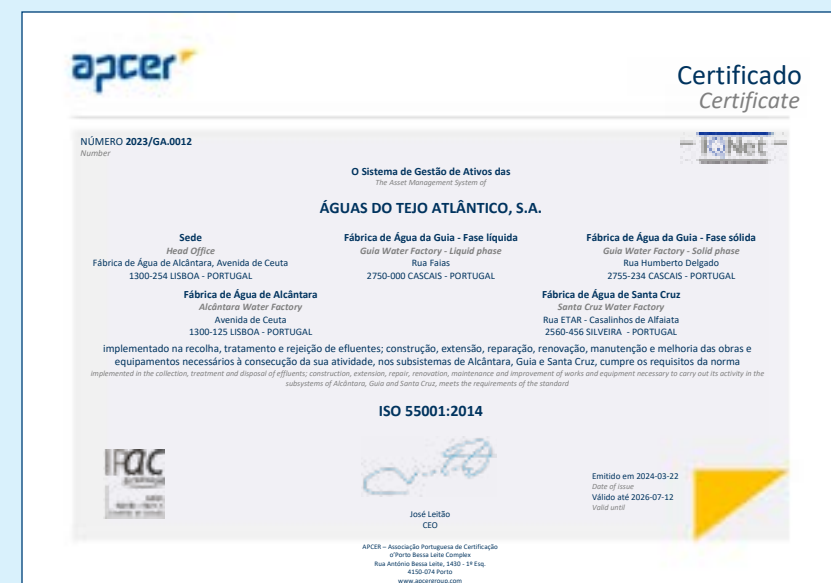 apcer
Certificado
Certificate
NÚMERO 2023/GA.0012
Number
IQNet
O Sistema de Gestão de Ativos das
The Asset Management System of
ÁGUAS DO TEJO ATLÂNTICO, S.A.
Sede
Head Office
Fábrica de Água de Alcântara, Avenida de Ceuta
1300-254 LISBOA - PORTUGAL
Fábrica de Água da Guia - Fase líquida
Guia Water Factory - Liquid phase
Rua Faias
2750-000 CASCAIS - PORTUGAL
Fábrica de Água da Guia - Fase sólida
Guia Water Factory - Solid phase
Rua Humberto Delgado
2755-234 CASCAIS - PORTUGAL
Fábrica de Água de Alcântara
Alcântara Water Factory
Avenida de Ceuta
1300-125 LISBOA - PORTUGAL
Fábrica de Água de Santa Cruz
Santa Cruz Water Factory
Rua ETAR - Casalinhos de Alfaiata
2560-456 SILVEIRA - PORTUGAL
implementado na recolha, tratamento e rejeição de efluentes; construção, extensão, reparação, renovação, manutenção e melhoria das obras e
equipamentos necessários à consecução da sua atividade, nos subsistemas de Alcântara, Guia e Santa Cruz, cumpre os requisitos da norma
implemented in the collection, treatment and disposal of effluents; construction, extension, repair, renovation, maintenance and improvement of works and equipment necessary to carry out its activity in the
subsystems of Alcântara, Guia and Santa Cruz, meets the requirements of the standard
ISO 55001:2014
IPAC
José Leitão
CEO
Emitido em 2024-03-22
Date of issue
Válido até 2026-07-12
Valid until
APCER – Associação Portuguesa de Certificação
o'Porto Bessa Leite Complex
Rua António Bessa Leite, 1430 - 1º Esq.
4150-074 Porto
www.apcergroup.com